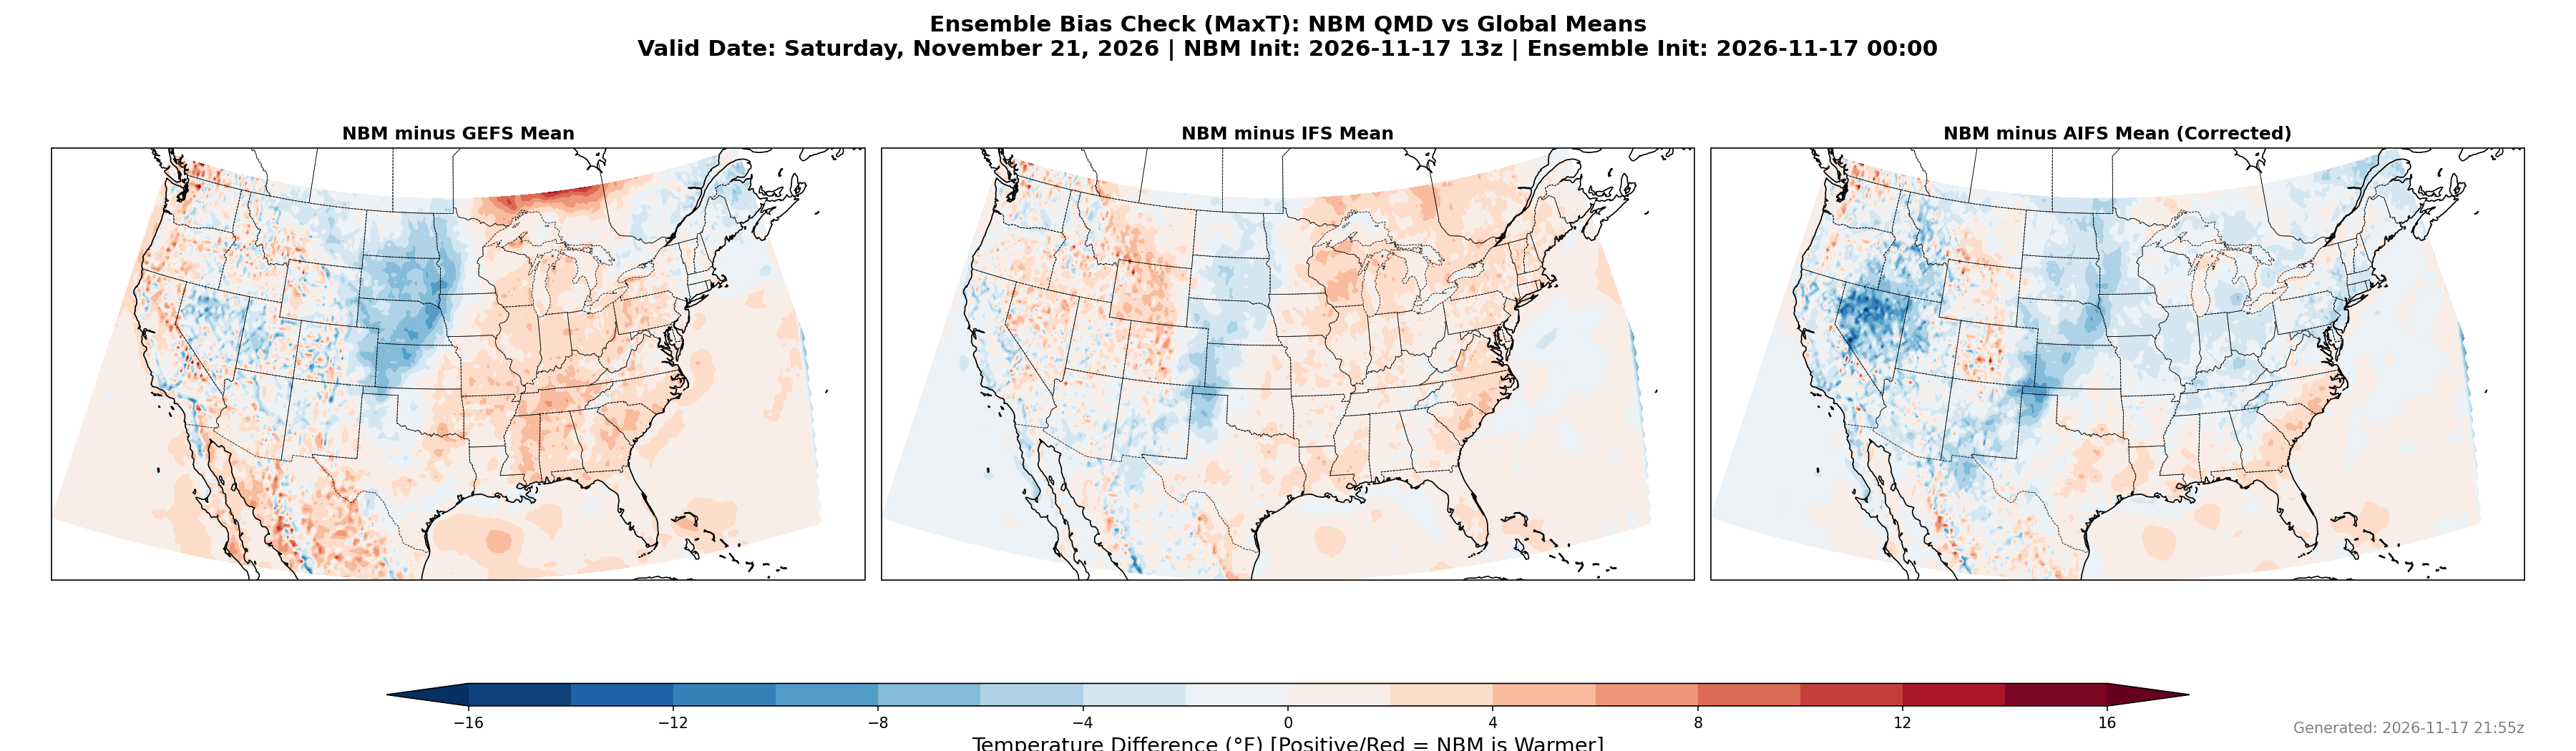 Ensemble Bias Check (MaxT): NBM QMD vs Global Means
Valid Date: Saturday, November 21, 2026 | NBM Init: 2026-11-17 13z | Ensemble Init: 2026-11-17 00:00
NBM minus GEFS Mean
NBM minus IFS Mean
NBM minus AIFS Mean (Corrected)
−16 −12 −8 −4 0 4 8 12 16
Generated: 2026-11-17 21:55z
Temperature Difference (°F) [Positive/Red = NBM is Warmer]